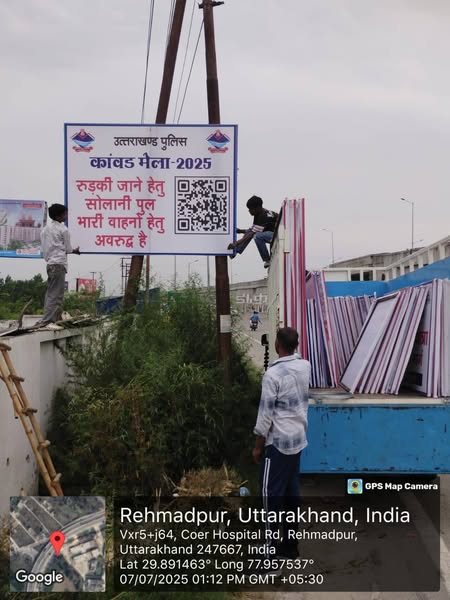 उत्तराखण्ड पुलिस
कांवड मेला-2025
रुड़की जाने हेतु
सोलानी पुल
भारी वाहनों हेतु
अवरुद्व है
GPS Map Camera
Rehmadpur, Uttarakhand, India
Vxr5+j64, Coer Hospital Rd, Rehmadpur,
Uttarakhand 247667, India
Lat 29.891463° Long 77.957537°
07/07/2025 01:12 PM GMT +05:30
Google